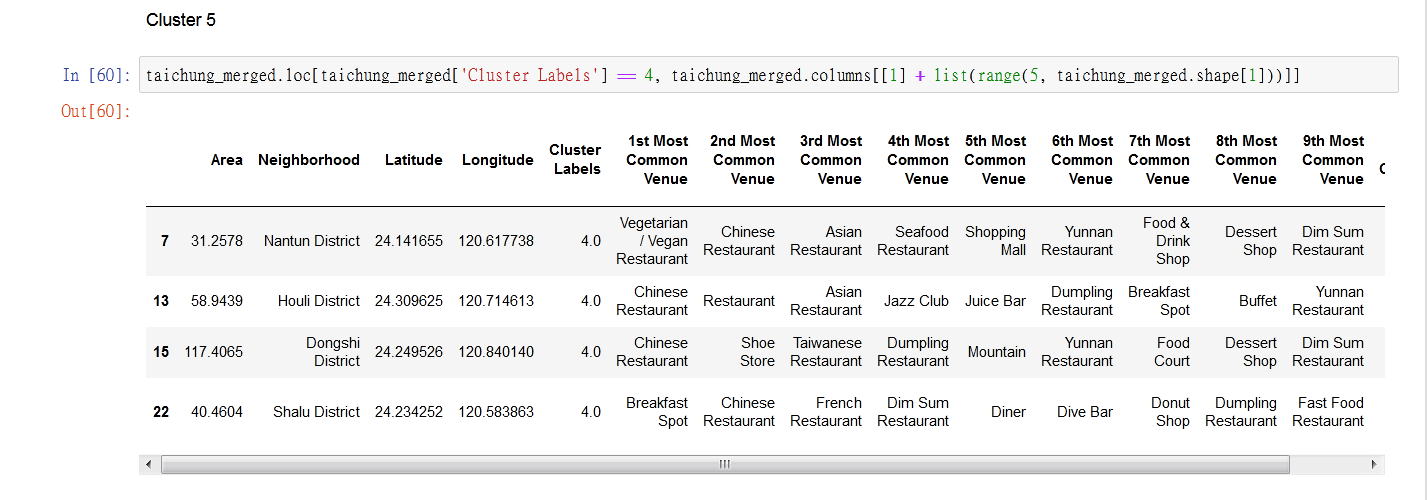 Cluster 5
In [60]: taichung_merged.loc[taichung_merged['Cluster Labels'] == 4, taichung_merged.columns[[1] + list(range(5, taichung_merged.shape[1]))]]
Out[60]:
Area Neighborhood Latitude Longitude Cluster Labels 1st Most Common Venue 2nd Most Common Venue 3rd Most Common Venue 4th Most Common Venue 5th Most Common Venue 6th Most Common Venue 7th Most Common Venue 8th Most Common Venue 9th Most Common Venue
7 31.2578 Nantun District 24.141655 120.617738 4.0 Vegetarian / Vegan Restaurant Chinese Restaurant Asian Restaurant Seafood Restaurant Shopping Mall Yunnan Restaurant Food & Drink Shop Dessert Shop Dim Sum Restaurant
13 58.9439 Houli District 24.309625 120.714613 4.0 Chinese Restaurant Restaurant Asian Restaurant Jazz Club Juice Bar Dumpling Restaurant Breakfast Spot Buffet Yunnan Restaurant
15 117.4065 Dongshi District 24.249526 120.840140 4.0 Chinese Restaurant Shoe Store Taiwanese Restaurant Dumpling Restaurant Mountain Yunnan Restaurant Food Court Dessert Shop Dim Sum Restaurant
22 40.4604 Shalu District 24.234252 120.583863 4.0 Breakfast Spot Chinese Restaurant French Restaurant Dim Sum Restaurant Diner Dive Bar Donut Shop Dumpling Restaurant Fast Food Restaurant